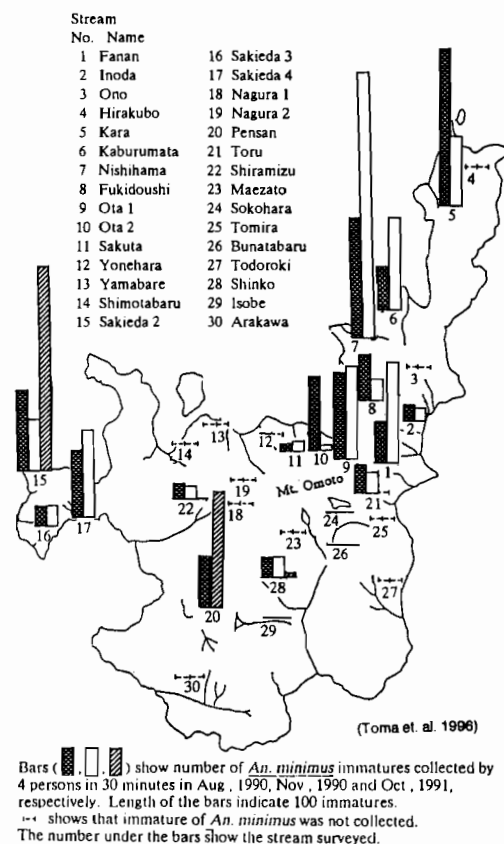 Stream
No. Name
1 Fanan
2 Inoda
3 Ono
4 Hirakubo
5 Kara
6 Kaburumata
7 Nishihama
8 Fukidoushi
9 Ota 1
10 Ota 2
11 Sakuta
12 Yonehara
13 Yamabare
14 Shimotabaru
15 Sakieda 2
16 Sakieda 3
17 Sakieda 4
18 Nagura 1
19 Nagura 2
20 Pensan
21 Toru
22 Shiramizu
23 Maezato
24 Sokohara
25 Tomira
26 Bunatabaru
27 Todoroki
28 Shinko
29 Isobe
30 Arakawa
4
5
6
7
3
8
2
14
13
12
11
10
9
1
15
19
Mt. Omoto
21
22
18
17
16
24
25
23
26
20
28
27
29
30
(Toma et. al 1996)
Bars ( , , ) show number of An. minimus immatures collected by
4 persons in 30 minutes in Aug , 1990, Nov , 1990 and Oct , 1991,
respectively. Length of the bars indicate 100 immatures.
shows that immature of An. minimus was not collected.
The number under the bars show the stream surveyed.